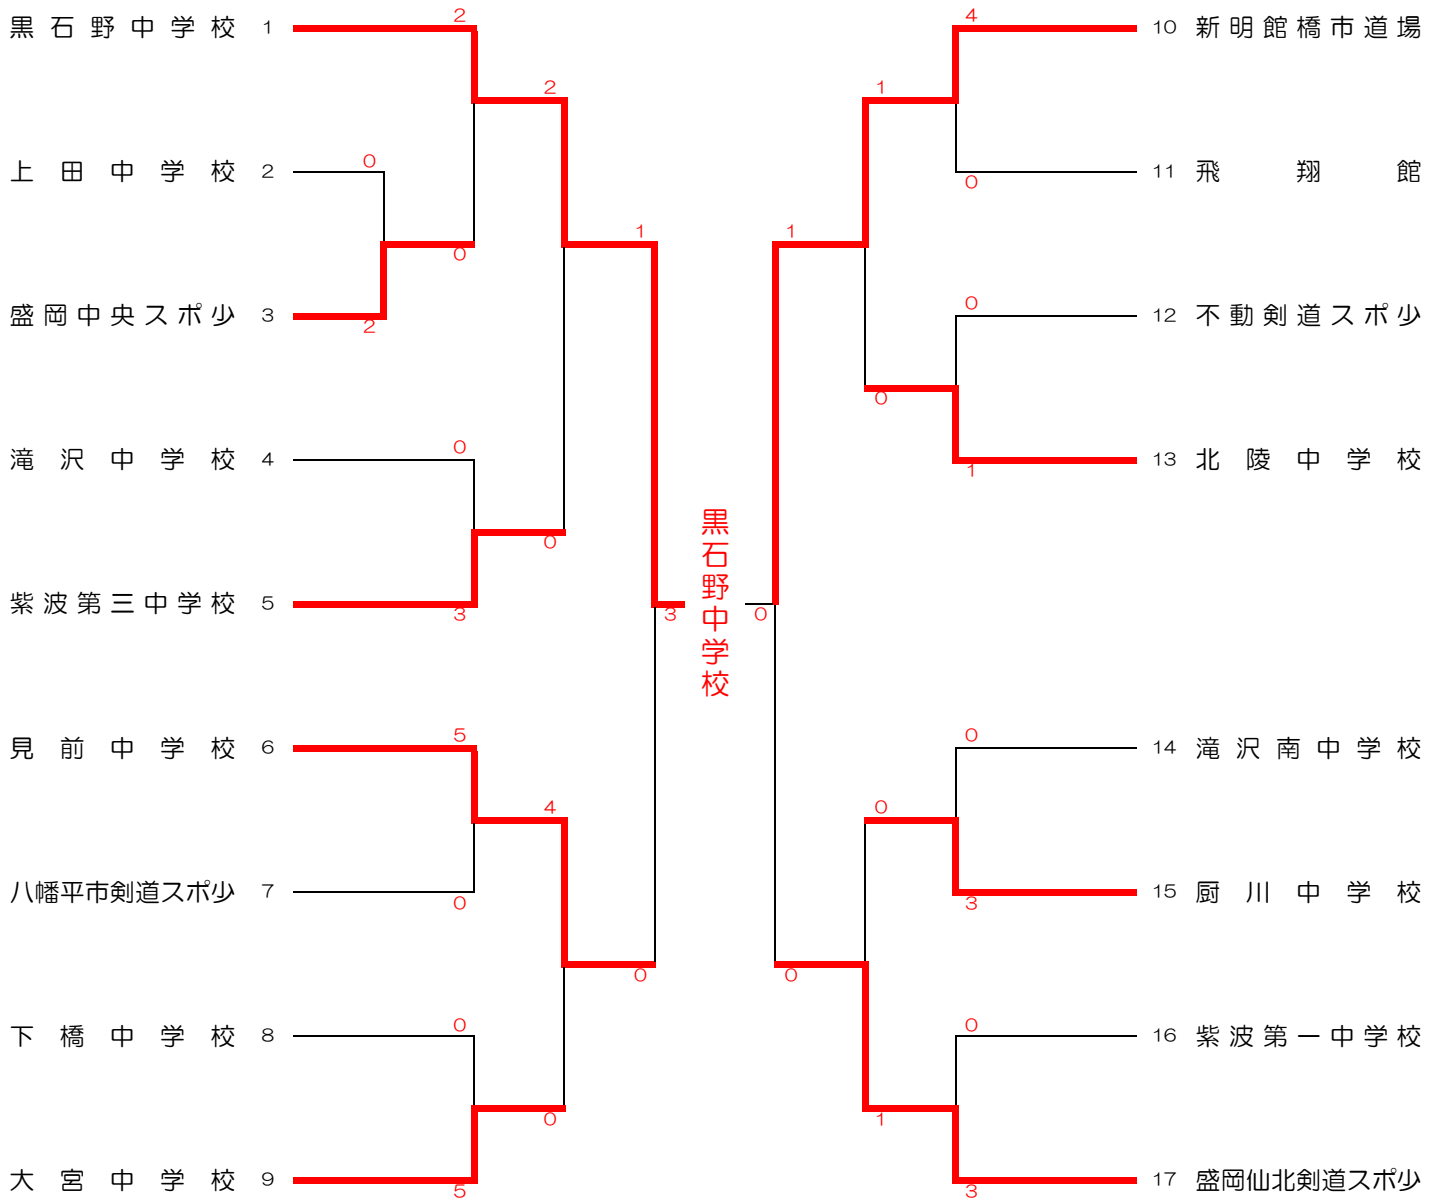 黒石野中学校 1
2
2
上田中学校 2
0
0
盛岡中央スポ少 3
2
1
滝沢中学校 4
0
0
紫波第三中学校 5
3
3
見前中学校 6
5
4
八幡平市剣道スポ少 7
0
0
下橋中学校 8
0
0
大宮中学校 9
5
黒石野中学校
4
10 新明館橋市道場
1
11 飛翔館
0
1
0
12 不動剣道スポ少
0
13 北陵中学校
1
0
0
14 滝沢南中学校
0
15 厨川中学校
3
0
0
16 紫波第一中学校
1
17 盛岡仙北剣道スポ少
3